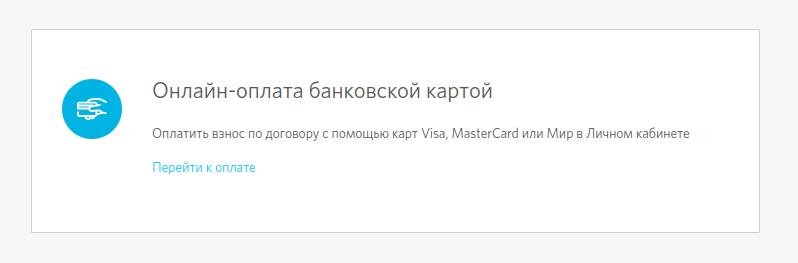 Онлайн-оплата банковской картой
Оплатить взнос по договору с помощью карт Visa, MasterCard или Мир в Личном кабинете
Перейти к оплате